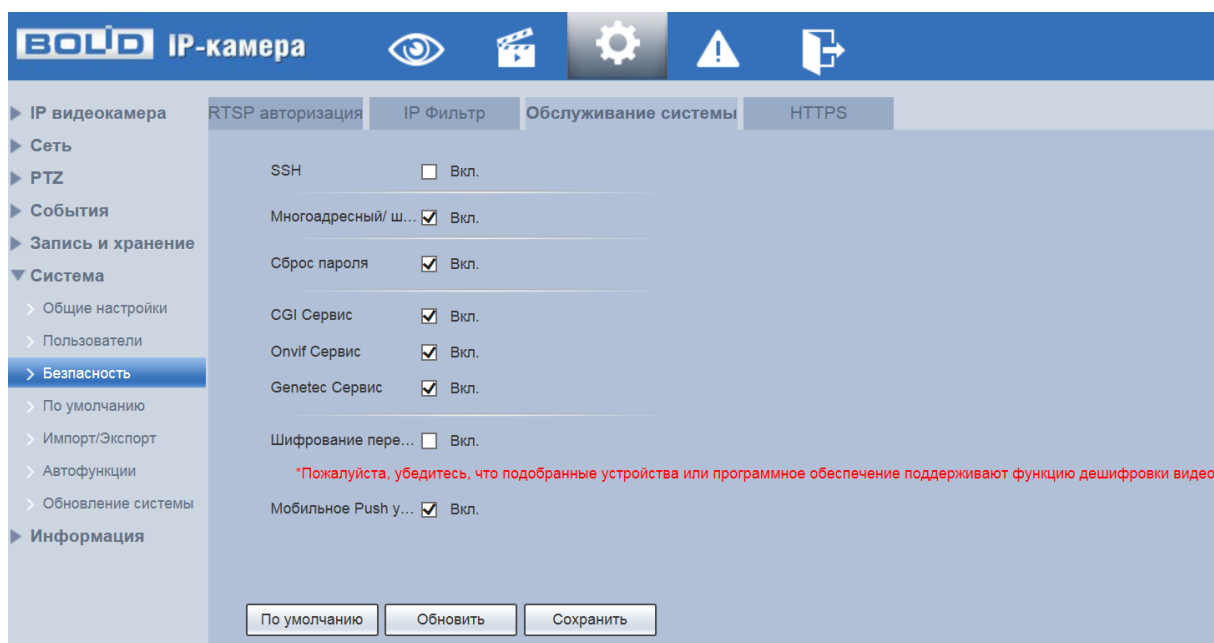 BOLID IP-камера
IP видеокамера
Сеть
PTZ
События
Запись и хранение
Система
Общие настройки
Пользователи
Безпасность
По умолчанию
Импорт/Экспорт
Автофункции
Обновление системы
Информация
RTSP авторизация IP Фильтр Обслуживание системы HTTPS
SSH Вкл.
Многоадресный/ ш... Вкл.
Сброс пароля Вкл.
CGI Сервис Вкл.
Onvif Сервис Вкл.
Genetec Сервис Вкл.
Шифрование пере... Вкл.
*Пожалуйста, убедитесь, что подобранные устройства или программное обеспечение поддерживают функцию дешифровки видео
Мобильное Push у... Вкл.
По умолчанию Обновить Сохранить